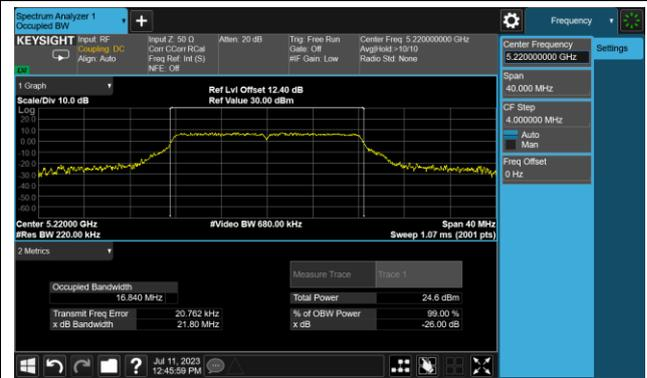 Spectrum Analyzer 1
Occupied BW
Frequency
KEYSIGHT
Input: RF
Coupling: DC
Align: Auto
Input Z: 50 Ω
Corr CCorr RCal
Freq Ref: Int (S)
NFE: Off
Atten: 20 dB
Trig: Free Run
Gate: Off
#IF Gain: Low
Center Freq: 5.220000000 GHz
Avg|Hold:>10/10
Radio Std: None
Center Frequency
5.22000000 GHz
Settings
Span
40.000 MHz
CF Step
4.000000 MHz
Auto
Man
Freq Offset
0 Hz
1 Graph
Scale/Div 10.0 dB
Ref Lvl Offset 12.40 dB
Ref Value 30.00 dBm
Log
20.0
10.0
0.00
-10.0
-20.0
-30.0
-40.0
-50.0
-60.0
Center 5.22000 GHz
#Res BW 220.00 kHz
#Video BW 680.00 kHz
Span 40 MHz
Sweep 1.07 ms (2001 pts)
2 Metrics
Measure Trace
Trace 1
Occupied Bandwidth
16.840 MHz
Total Power
24.6 dBm
Transmit Freq Error
20.762 kHz
% of OBW Power
99.00 %
x dB Bandwidth
21.80 MHz
x dB
-26.00 dB
Jul 11, 2023
12:45:59 PM